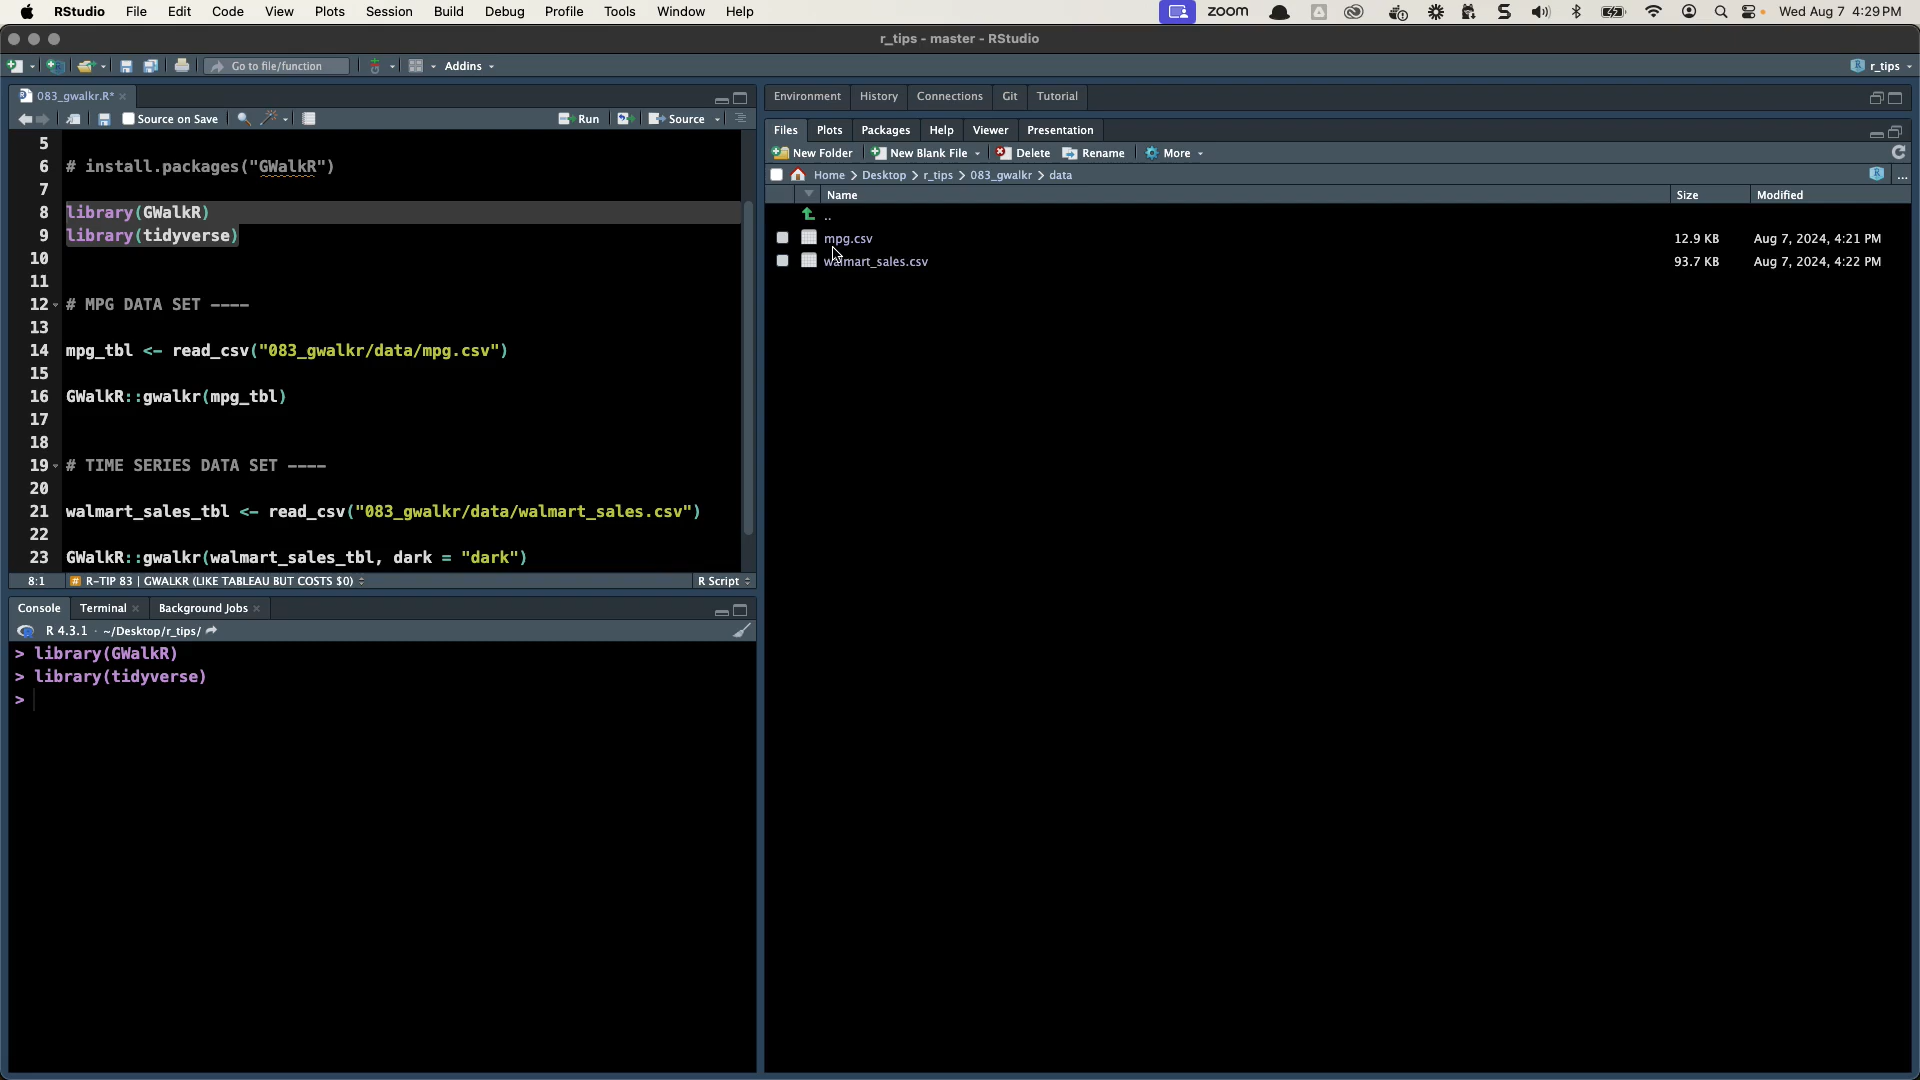 RStudio File Edit Code View Plots Session Build Debug Profile Tools Window Help zoom Wed Aug 7 4:29 PM
r_tips - master - RStudio
Go to file/function Addins r_tips
083_gwalkr.R*
Source on Save Run Source
5
6 # install.packages("GWalkR")
7
8 library(GWalkR)
9 library(tidyverse)
10
11
12 # MPG DATA SET ----
13
14 mpg_tbl <- read_csv("083_gwalkr/data/mpg.csv")
15
16 GWalkR::gwalkr(mpg_tbl)
17
18
19 # TIME SERIES DATA SET ----
20
21 walmart_sales_tbl <- read_csv("083_gwalkr/data/walmart_sales.csv")
22
23 GWalkR::gwalkr(walmart_sales_tbl, dark = "dark")
8:1 # R-TIP 83 | GWALKR (LIKE TABLEAU BUT COSTS $0) R Script
Console Terminal Background Jobs
R 4.3.1 · ~/Desktop/r_tips/
> library(GWalkR)
> library(tidyverse)
>
Environment History Connections Git Tutorial
Files Plots Packages Help Viewer Presentation
New Folder New Blank File Delete Rename More
Home Desktop r_tips 083_gwalkr data ...
Name Size Modified
..
mpg.csv 12.9 KB Aug 7, 2024, 4:21 PM
walmart_sales.csv 93.7 KB Aug 7, 2024, 4:22 PM